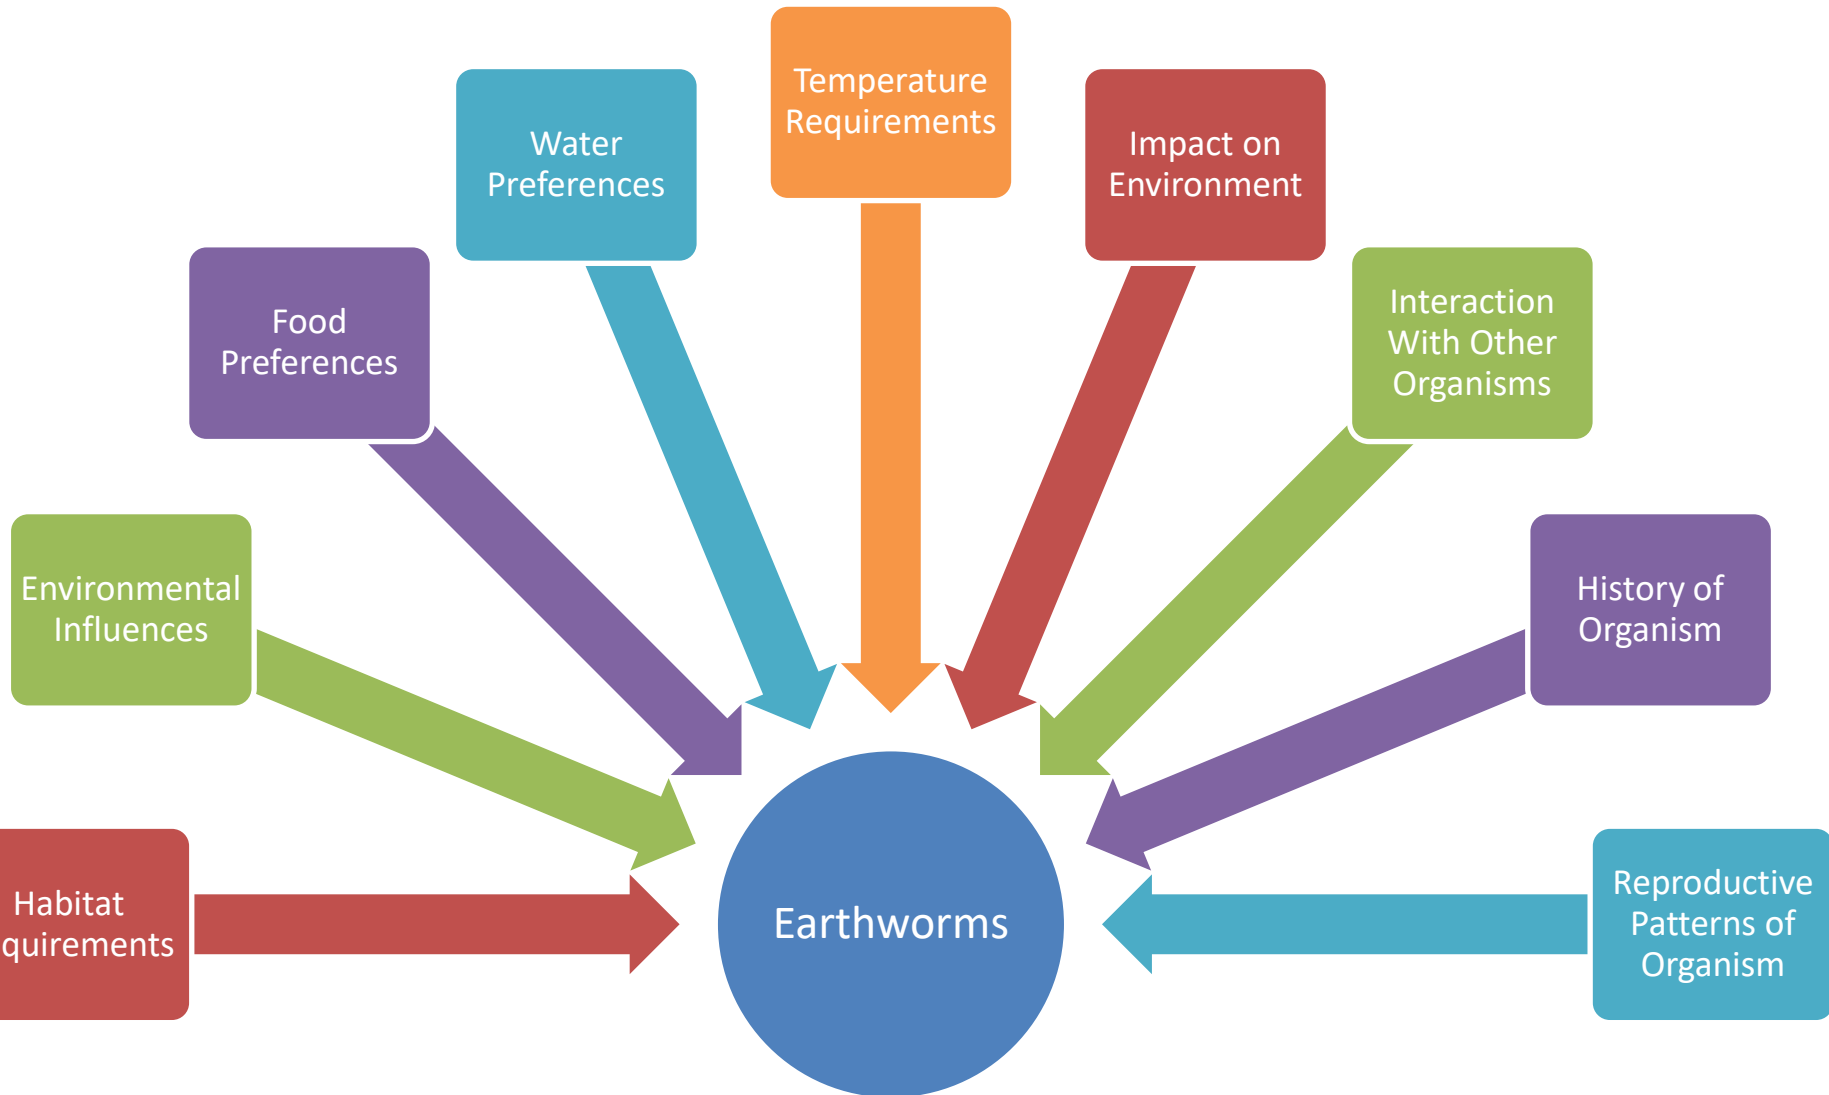 Temperature
Requirements
Water
Preferences
Impact on
Environment
Food
Preferences
Interaction
With Other
Organisms
Environmental
Influences
History of
Organism
Habitat
quirements
Earthworms
Reproductive
Patterns of
Organism